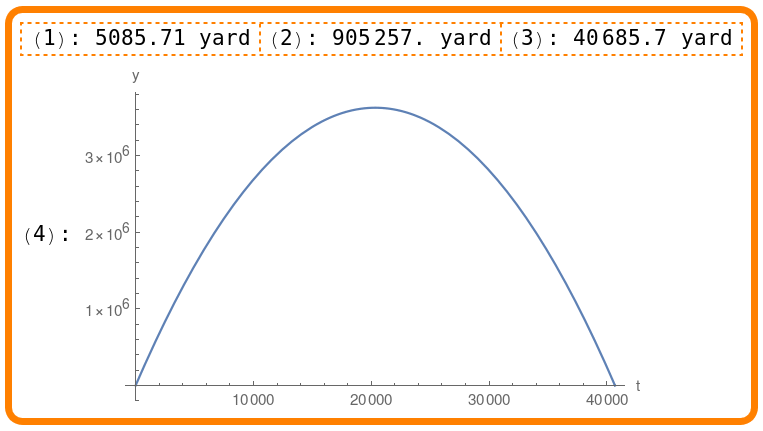 (1): 5085.71 yard (2): 905257. yard (3): 40685.7 yard
y
3×10^6
(4): 2×10^6
1×10^6
t
10000 20000 30000 40000